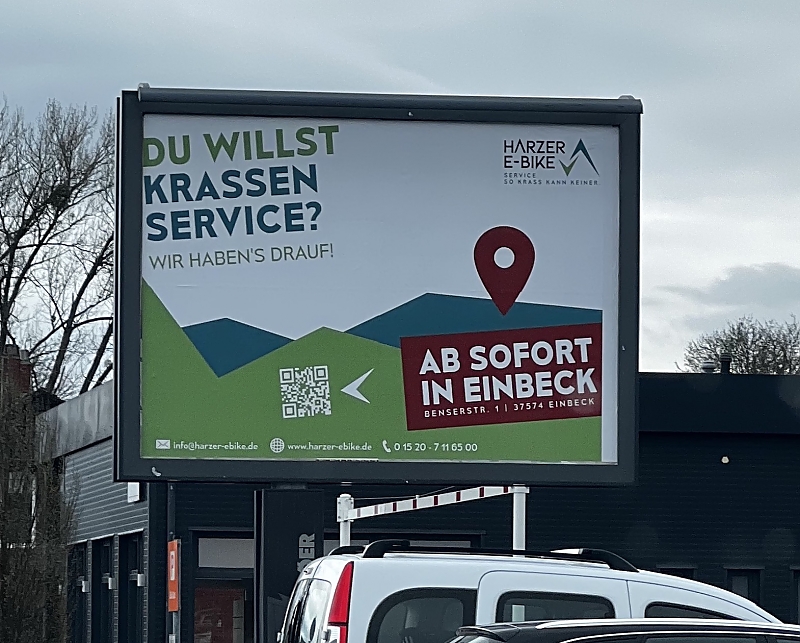 DU WILLST
KRASSEN
SERVICE?
WIR HABEN'S DRAUF!
HARZER
E-BIKE
SERVICE
SO KRASS KANN KEINER.
AB SOFORT
IN EINBECK
BENSERSTR. 1 | 37574 EINBECK
info@harzer-ebike.de www.harzer-ebike.de 0 15 20 - 7 11 65 00